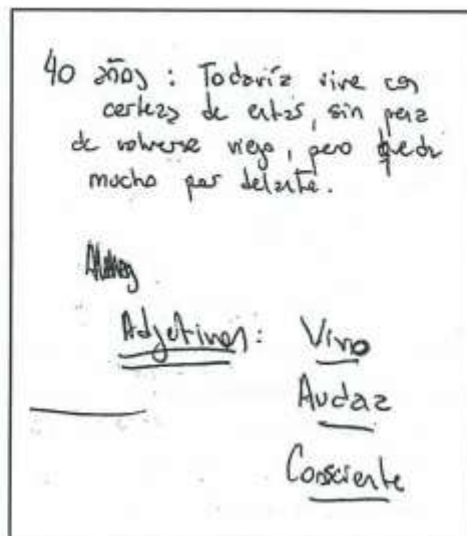 40 años : Todavía vive con
certeza de estas, sin pena
de volverse viejo, pero queda
mucho por delante.
Adjetivos: Vivo
Audaz
Consciente